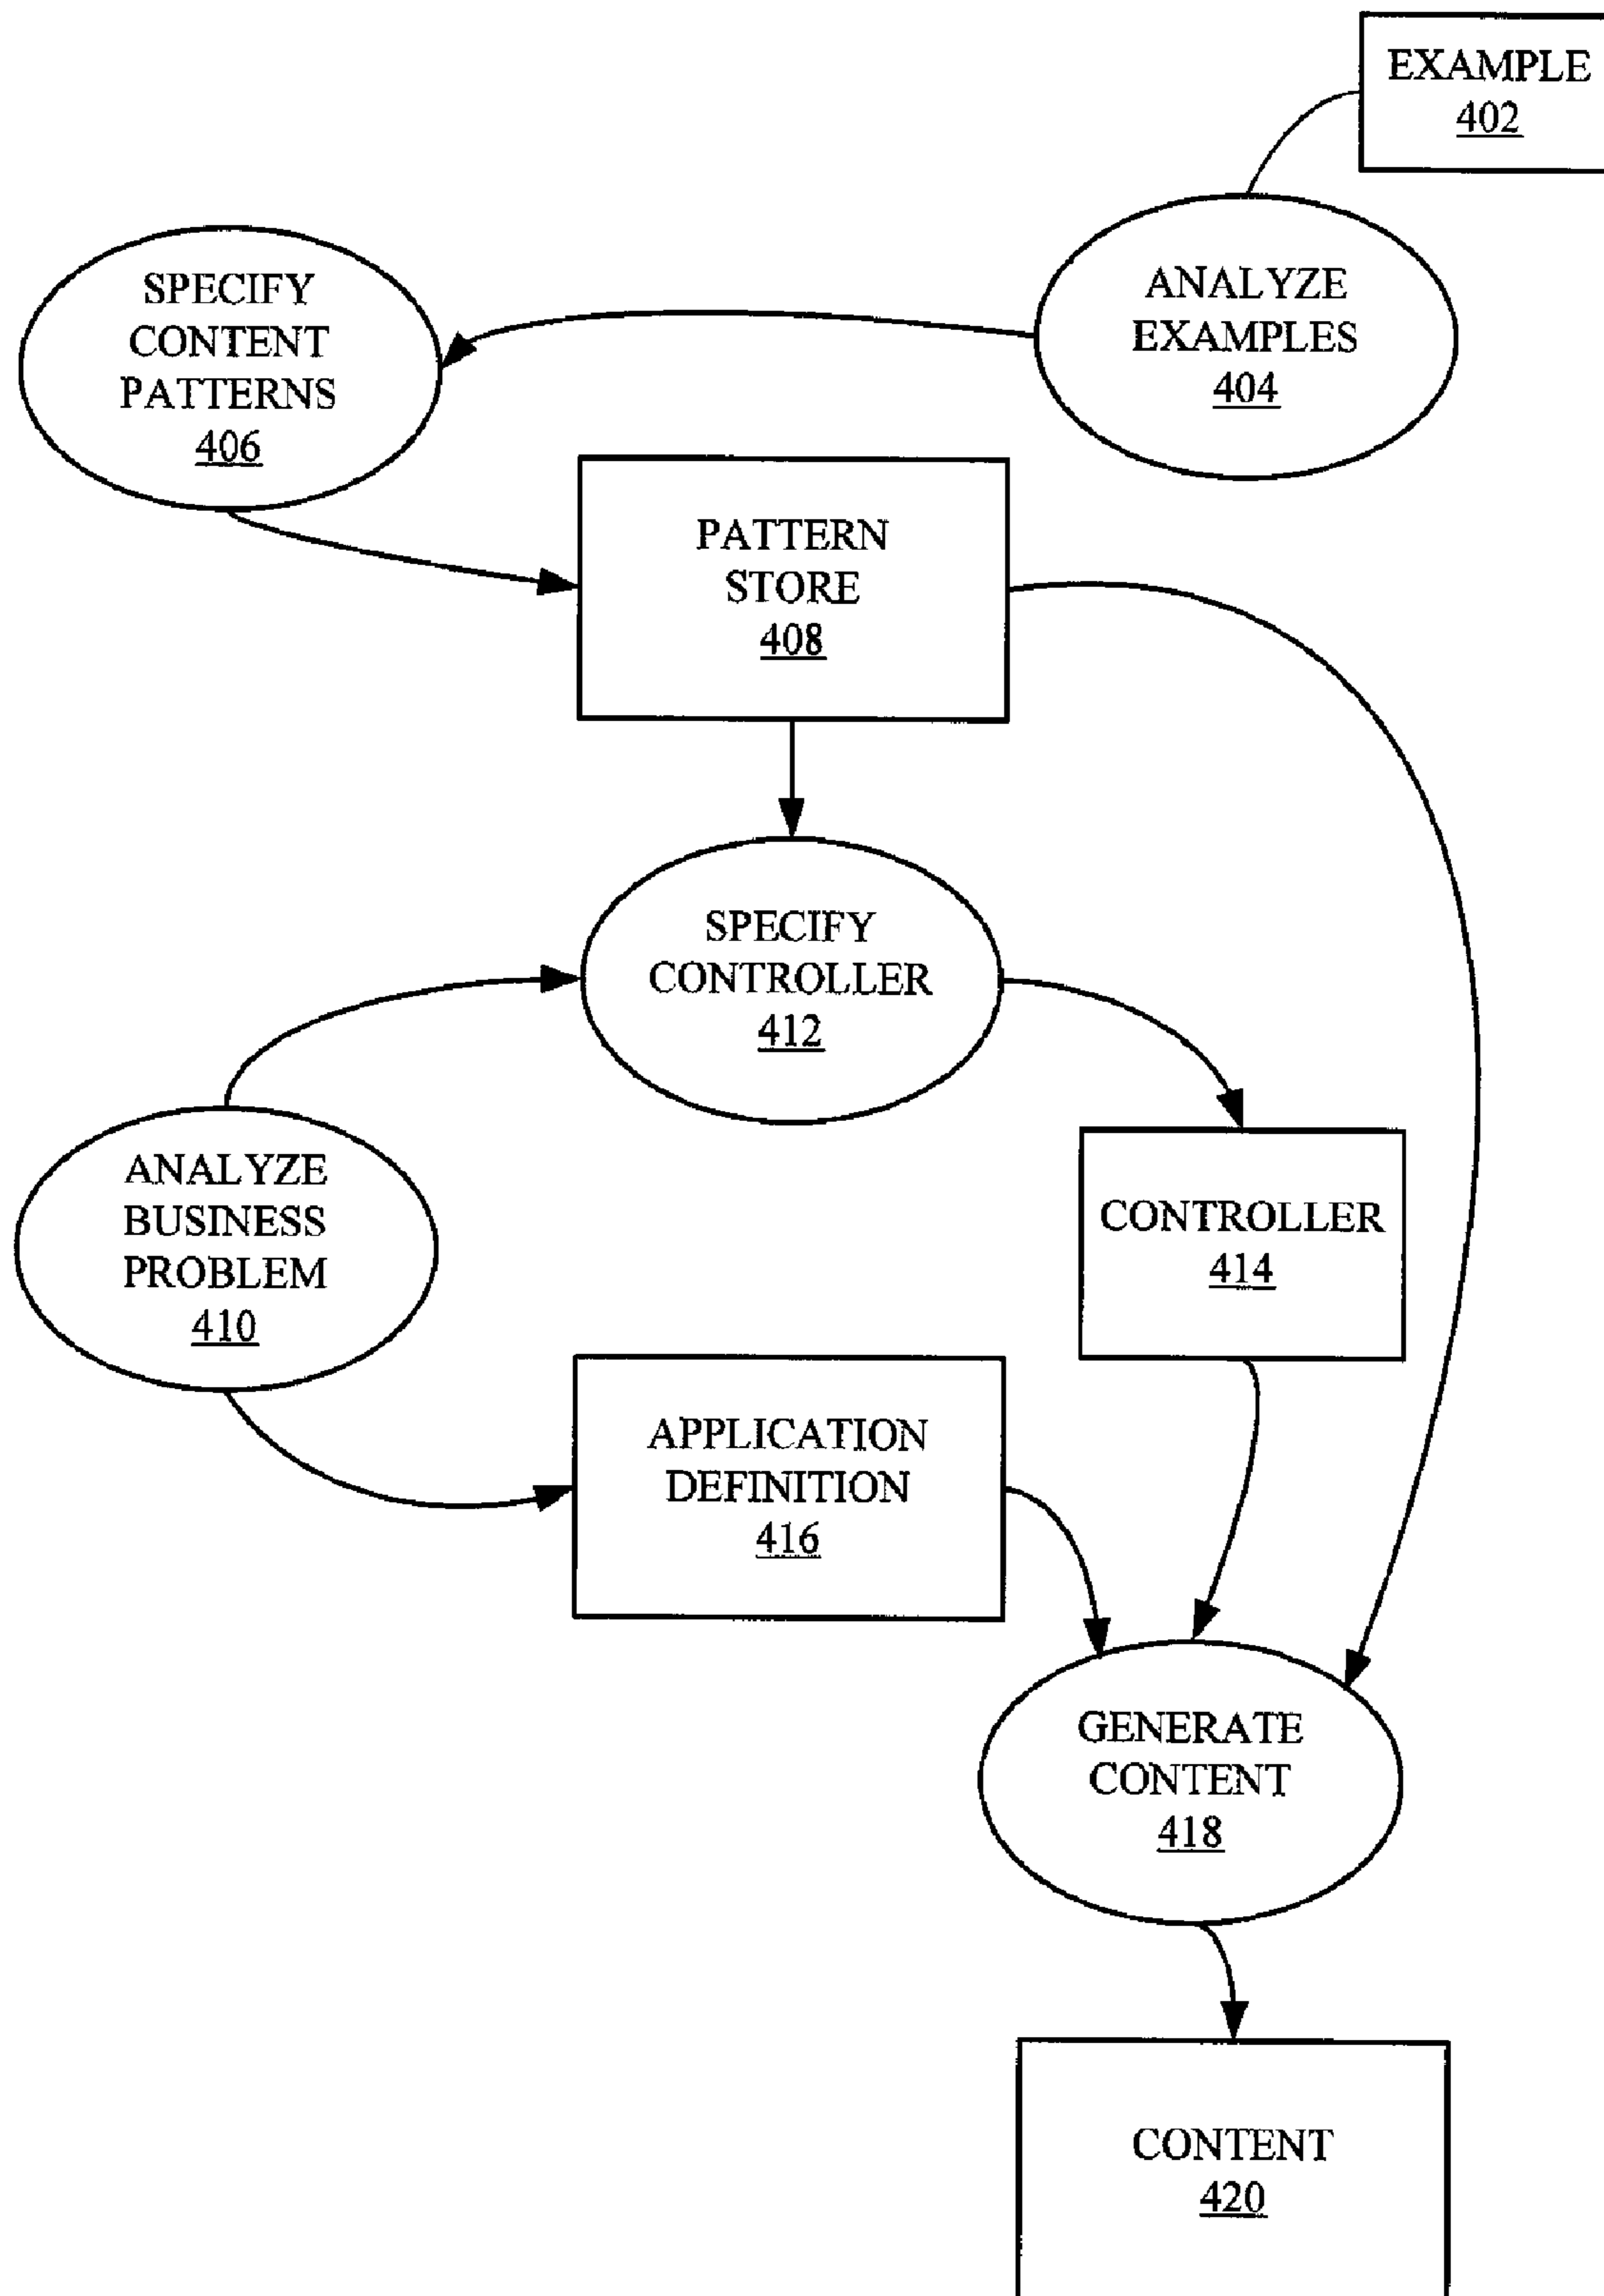 EXAMPLE
402
ANALYZE
EXAMPLES
404
SPECIFY
CONTENT
PATTERNS
406
PATTERN
STORE
408
SPECIFY
CONTROLLER
412
ANALYZE
BUSINESS
PROBLEM
410
CONTROLLER
414
APPLICATION
DEFINITION
416
GENERATE
CONTENT
418
CONTENT
420